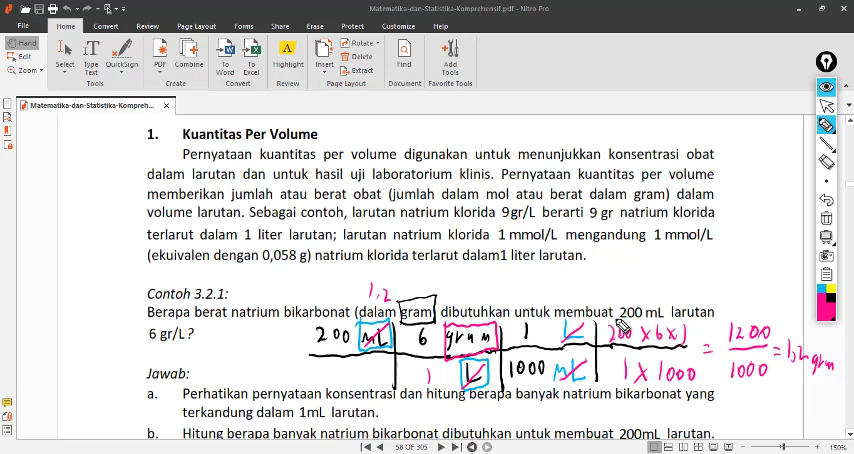 Matematika-dan-Statistika-Komprehensif.pdf - Nitro Pro
File Home Convert Review Page Layout Forms Share Erase Protect Customize Help
Hand
Edit
Zoom
Select Type Text QuickSign
PDF Combine
To Word To Excel
Highlight
Insert
Rotate
Delete
Extract
Find
Add Tools
Tools Create Convert Review Page Layout Document Favorite Tools
Matematika-dan-Statistika-Kompreh...
1. Kuantitas Per Volume
Pernyataan kuantitas per volume digunakan untuk menunjukkan konsentrasi obat
dalam larutan dan untuk hasil uji laboratorium klinis. Pernyataan kuantitas per volume
memberikan jumlah atau berat obat (jumlah dalam mol atau berat dalam gram) dalam
volume larutan. Sebagai contoh, larutan natrium klorida 9gr/L berarti 9 gr natrium klorida
terlarut dalam 1 liter larutan; larutan natrium klorida 1 mmol/L mengandung 1 mmol/L
(ekuivalen dengan 0,058 g) natrium klorida terlarut dalam1 liter larutan.
Contoh 3.2.1:
1,2
Berapa berat natrium bikarbonat (dalam gram) dibutuhkan untuk membuat 200 mL larutan
6 gr/L?
200 mL 6 gram 1 L 200 x 6 x 1 = 1200 = 1,2 gram
1 L 1000 mL 1 x 1000 1000
Jawab:
a. Perhatikan pernyataan konsentrasi dan hitung berapa banyak natrium bikarbonat yang
terkandung dalam 1mL larutan.
b. Hitung berapa banyak natrium bikarbonat dibutuhkan untuk membuat 200mL larutan.
58 OF 305
150%